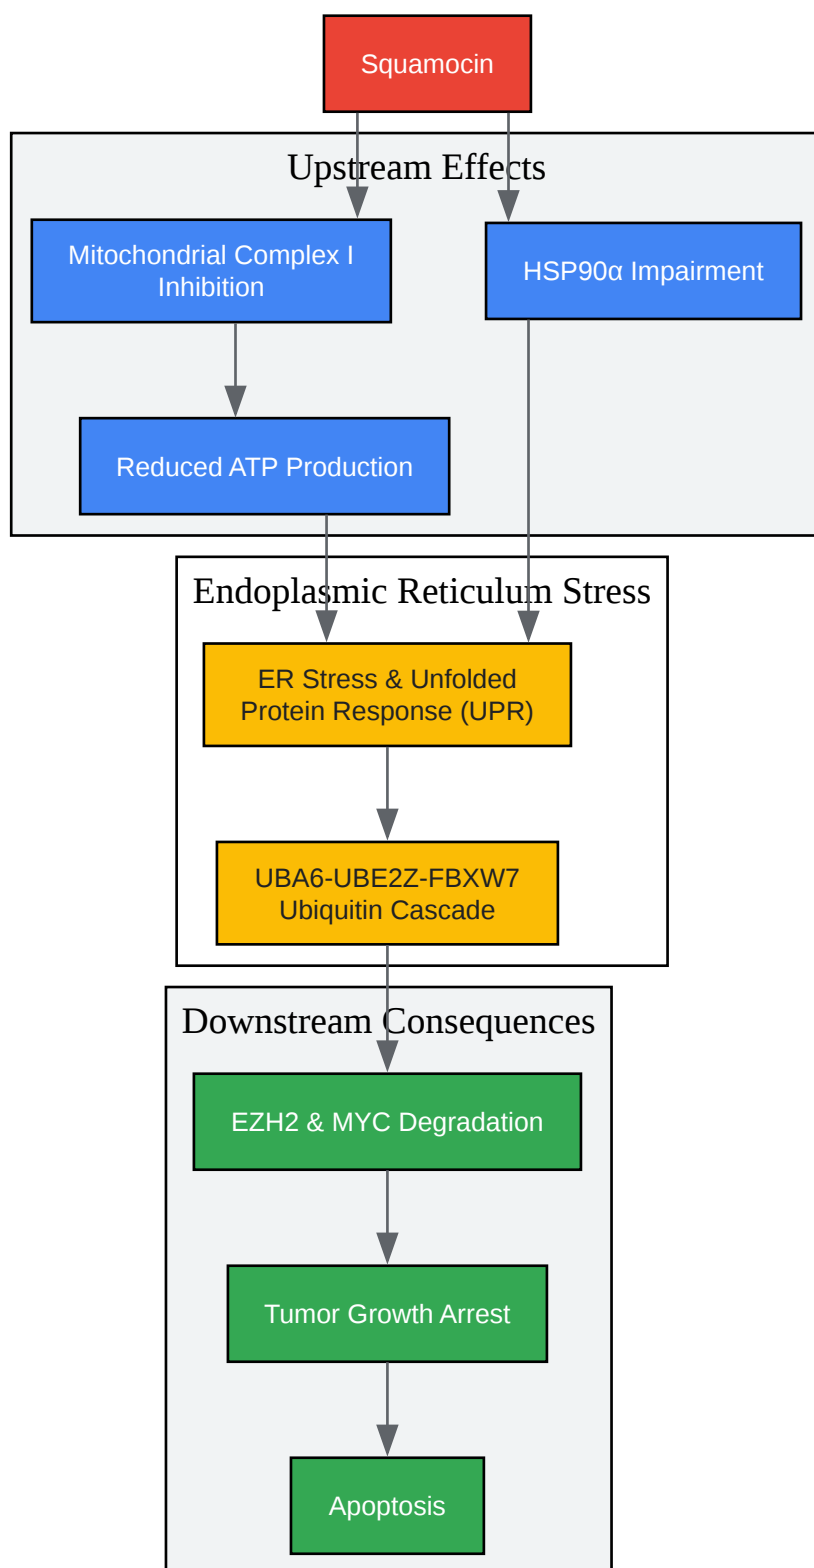 Squamocin
Upstream Effects
Mitochondrial Complex I
Inhibition
HSP90α Impairment
Reduced ATP Production
Endoplasmic Reticulum Stress
ER Stress & Unfolded
Protein Response (UPR)
UBA6-UBE2Z-FBXW7
Ubiquitin Cascade
Downstream Consequences
EZH2 & MYC Degradation
Tumor Growth Arrest
Apoptosis